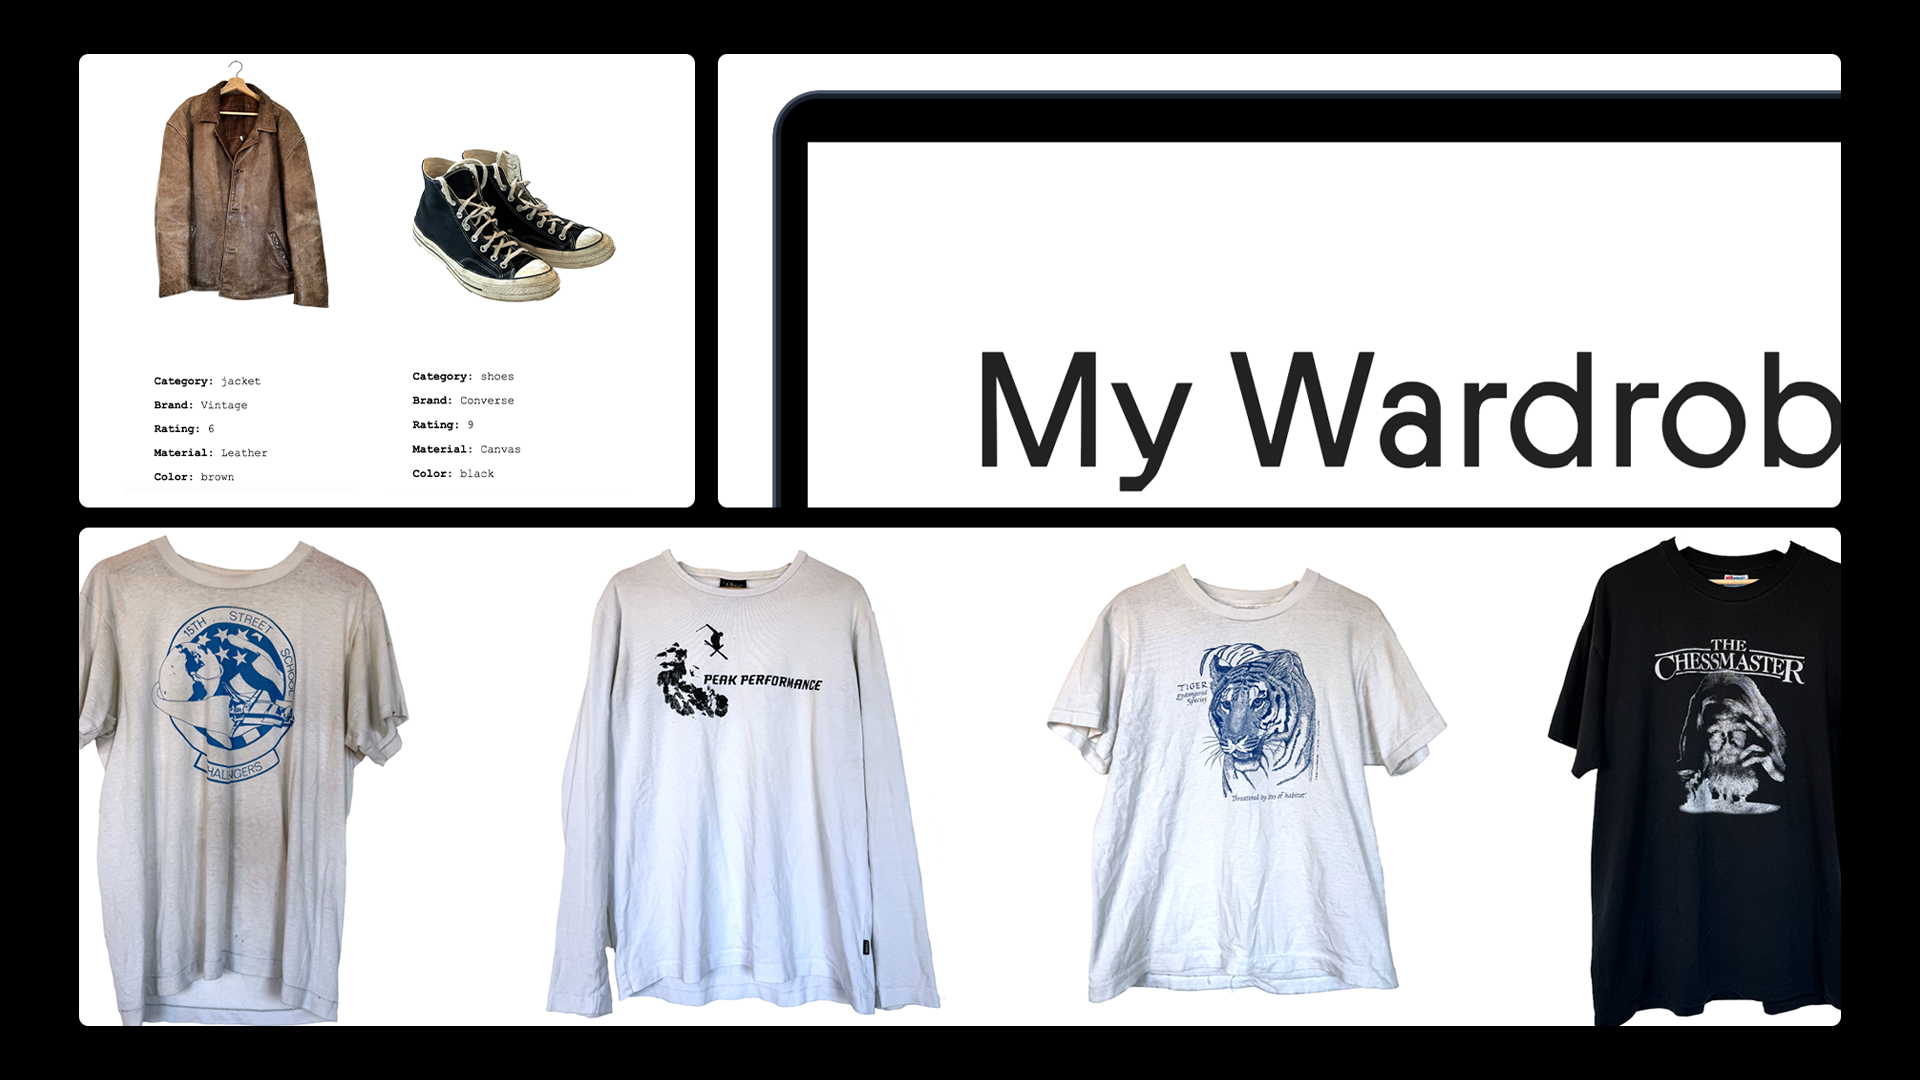 Category: jacket
Brand: Vintage
Rating: 6
Material: Leather
Color: brown
Category: shoes
Brand: Converse
Rating: 9
Material: Canvas
Color: black
My Wardrob
15TH STREET SCHOOL
HALLNGERS
PEAK PERFORMANCE
TIGER
Endangered
Species
Threatened by loss of habitat
THE
CHESSMASTER